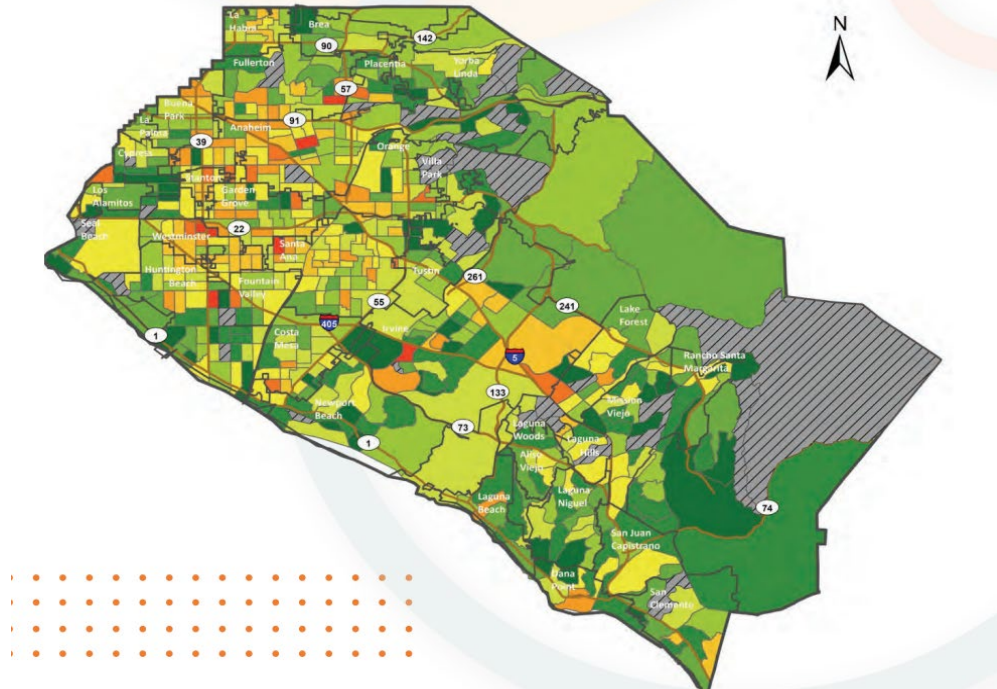 N
La
Habra
Brea
142
90
Fullerton
Placentia
Yorba
Linda
57
Buena
Park
91
La
Palma
Anaheim
39
Orange
Cypress
Villa
Park
Stanton
Los
Alamitos
Garden
Grove
Seal
Beach
22
Westminster
Santa
Ana
Huntington
Beach
Fountain
Valley
Tustin
261
55
241
Lake
Forest
1
405
Costa
Mesa
Irvine
5
Rancho Santa
Margarita
133
Mission
Viejo
Newport
Beach
73
1
Laguna
Woods
Laguna
Hills
Aliso
Viejo
Laguna
Beach
Laguna
Niguel
74
San Juan
Capistrano
Dana
Point
San
Clemente